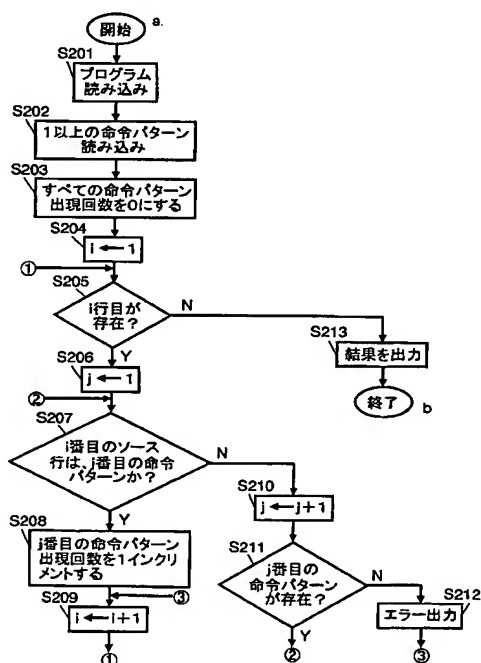 開始
a.
S201
プログラム
読み込み
S202
1以上の命令パターン
読み込み
S203
すべての命令パターン
出現回数を0にする
S204
i ← 1
①
S205
i行目が
存在?
N
Y
S213
結果を出力
終了
b
S206
j ← 1
②
S207
i番目のソース
行は、j番目の命令
パターンか?
N
Y
S208
j番目の命令パターン
出現回数を1インクリ
メントする
③
S209
i ← i+1
①
S210
j ← j+1
S211
j番目の
命令パターン
が存在?
N
Y
②
S212
エラー出力
③